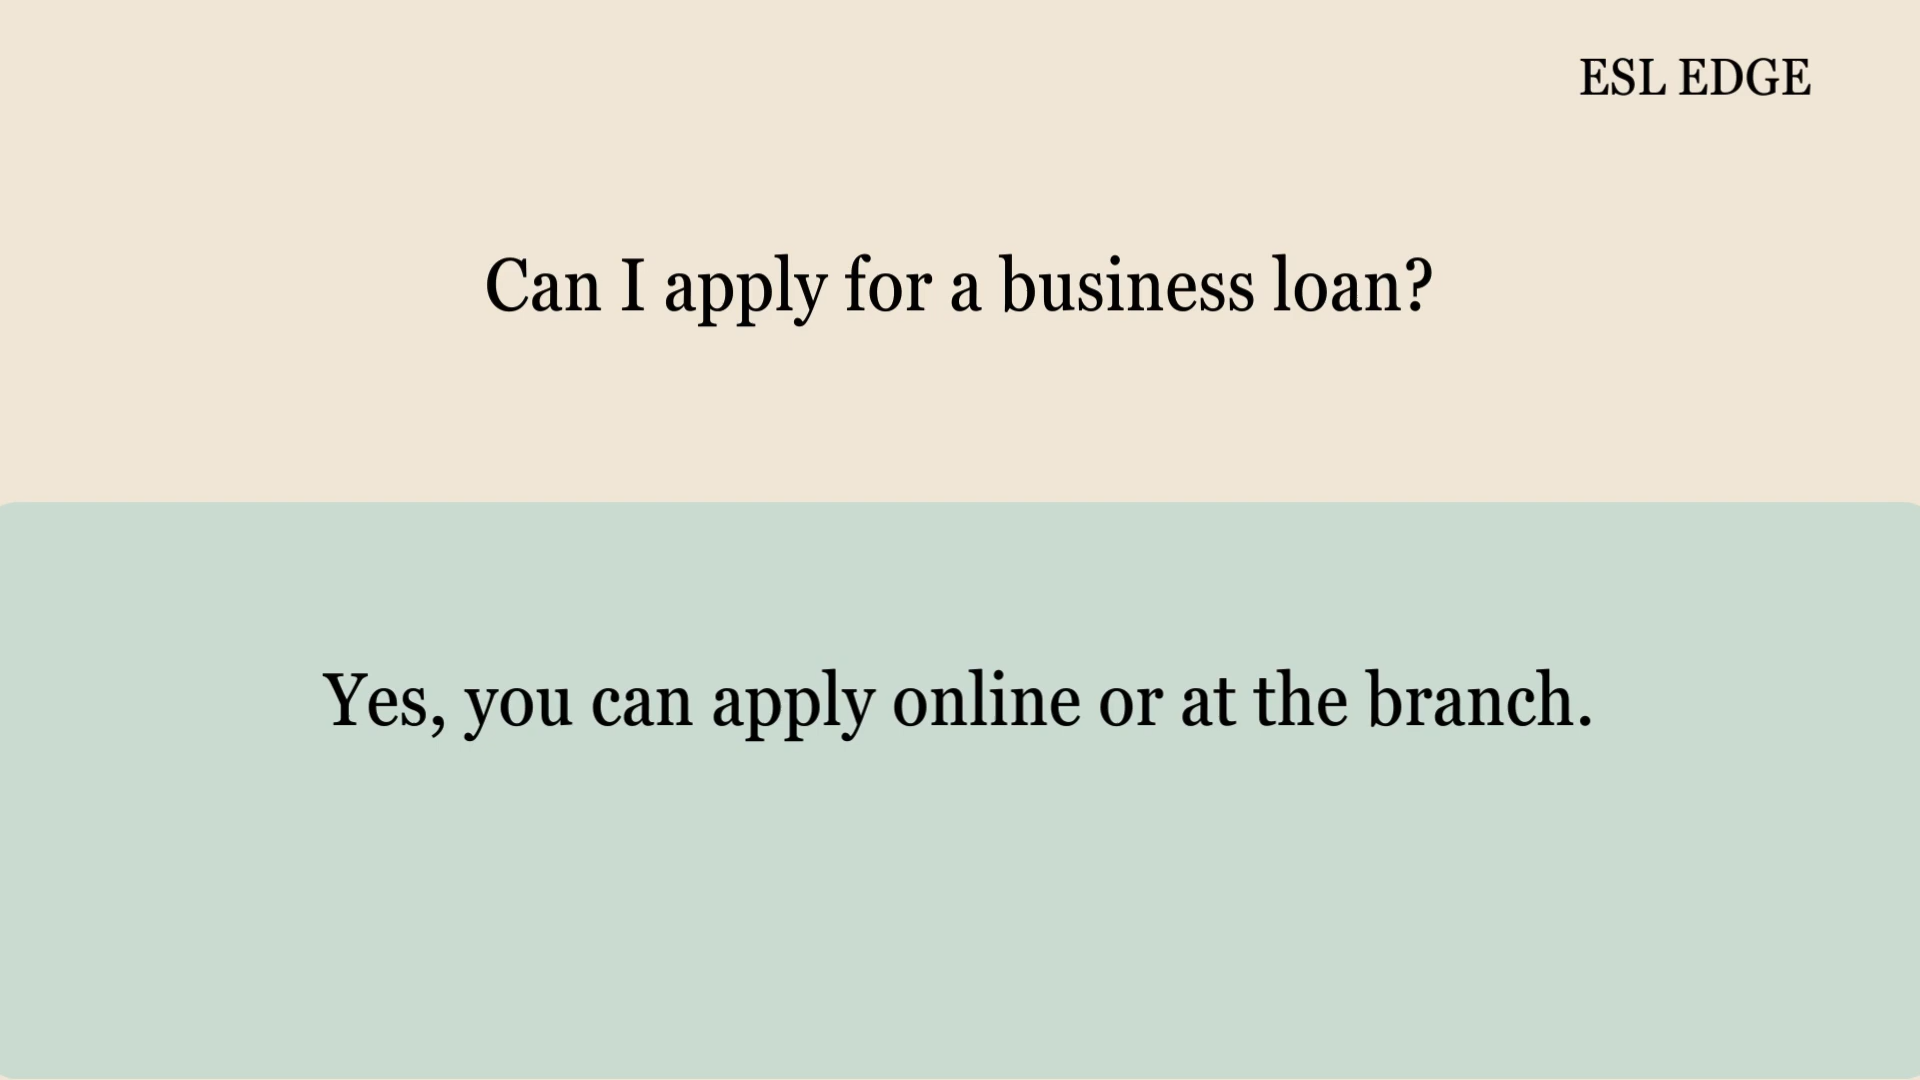 ESL EDGE
Can I apply for a business loan?
Yes, you can apply online or at the branch.